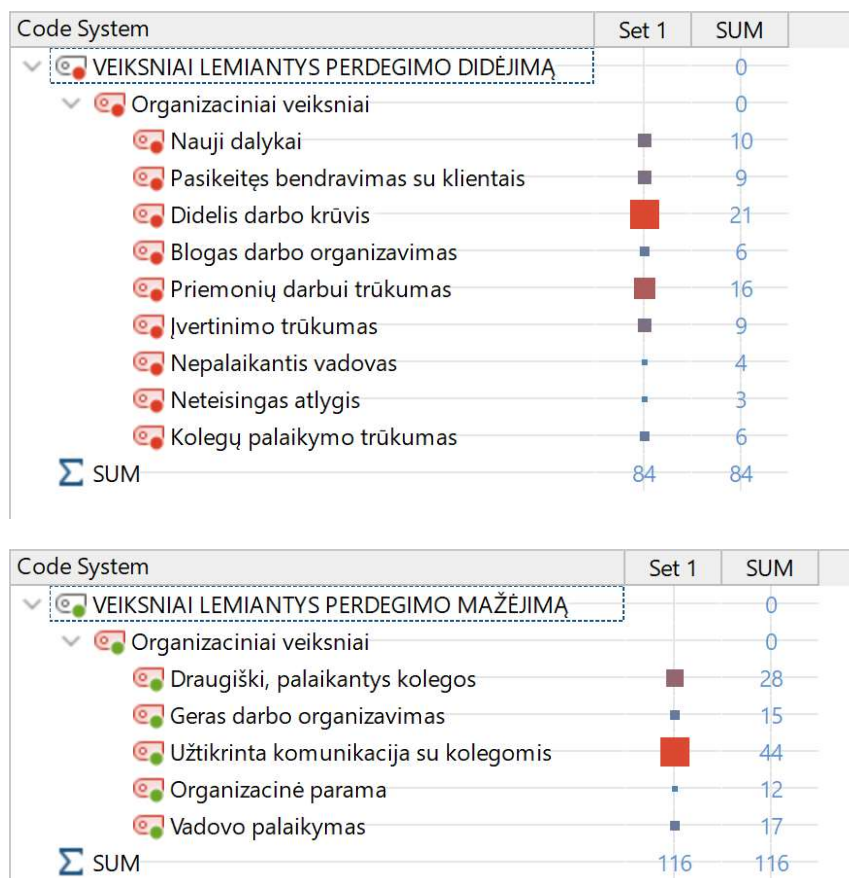 Code System Set 1 SUM
VEIKSNIAI LEMIANTYS PERDEGIMO DIDĖJIMĄ 0
Organizaciniai veiksniai 0
Nauji dalykai 10
Pasikeitęs bendravimas su klientais 9
Didelis darbo krūvis 21
Blogas darbo organizavimas 6
Priemonių darbui trūkumas 16
Įvertinimo trūkumas 9
Nepalaikantis vadovas 4
Neteisingas atlygis 3
Kolegų palaikymo trūkumas 6
Σ SUM 84 84
Code System Set 1 SUM
VEIKSNIAI LEMIANTYS PERDEGIMO MAŽĖJIMĄ 0
Organizaciniai veiksniai 0
Draugiški, palaikantys kolegos 28
Geras darbo organizavimas 15
Užtikrinta komunikacija su kolegomis 44
Organizacinė parama 12
Vadovo palaikymas 17
Σ SUM 116 116